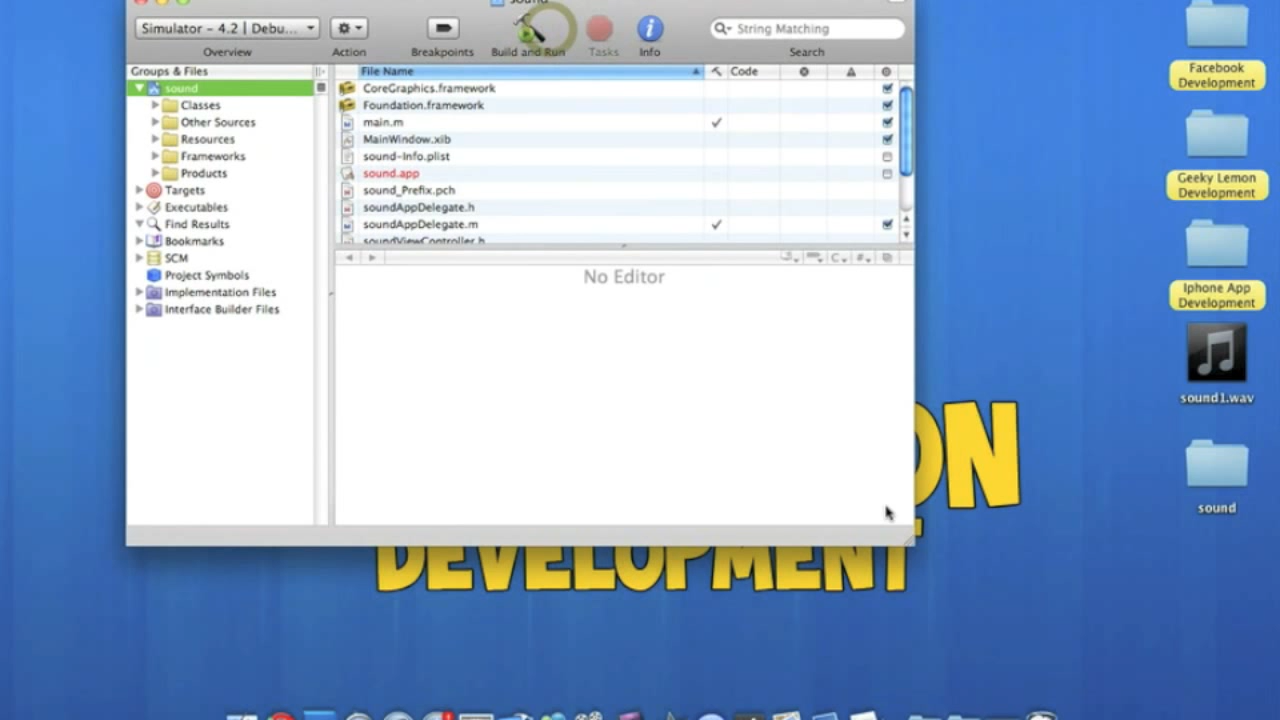 sound
Simulator - 4.2 | Debu...
Overview
Action
Breakpoints
Build and Run
Tasks
Info
String Matching
Search
Groups & Files
sound
Classes
Other Sources
Resources
Frameworks
Products
Targets
Executables
Find Results
Bookmarks
SCM
Project Symbols
Implementation Files
Interface Builder Files
File Name
Code
CoreGraphics.framework
Foundation.framework
main.m
MainWindow.xib
sound-Info.plist
sound.app
sound_Prefix.pch
soundAppDelegate.h
soundAppDelegate.m
soundViewController.h
C
#
No Editor
Facebook
Development
Geeky Lemon
Development
Iphone App
Development
sound1.wav
sound
ON
DEVELOPMENT